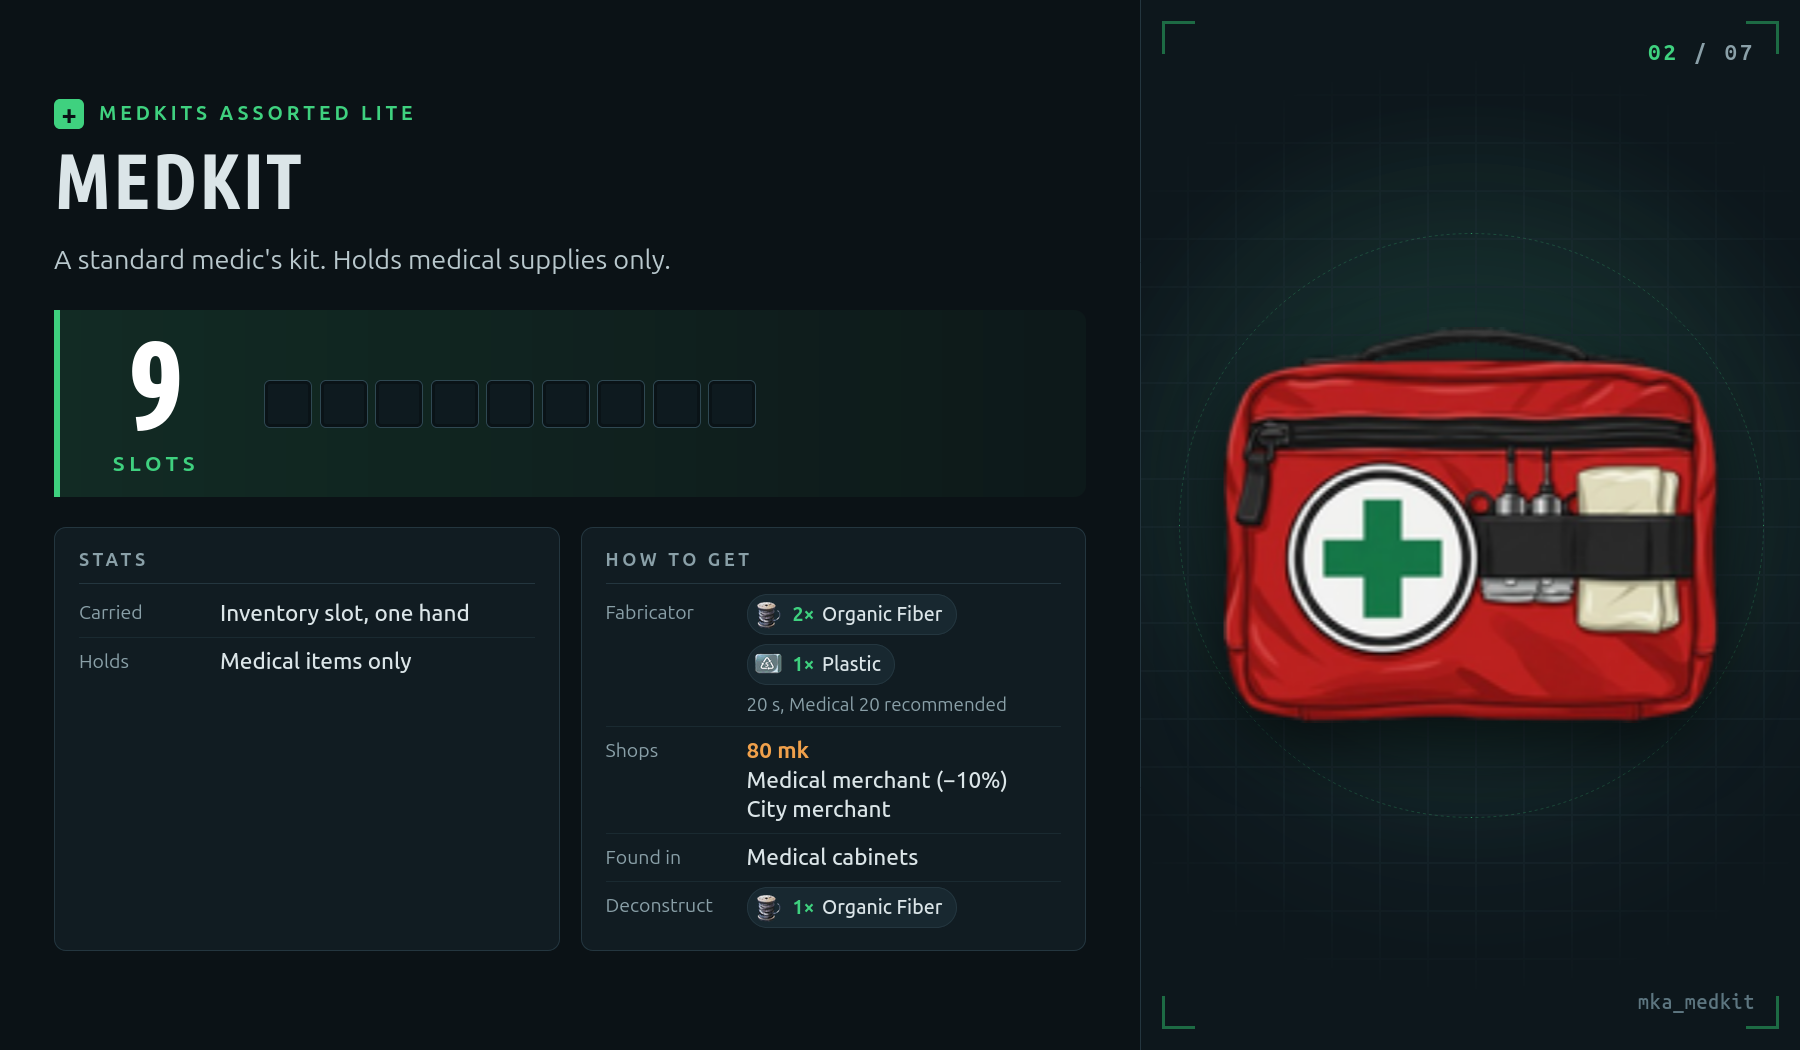 MEDKITS ASSORTED LITE
MEDKIT
A standard medic's kit. Holds medical supplies only.
9
SLOTS
STATS
Carried Inventory slot, one hand
Holds Medical items only
HOW TO GET
Fabricator 2× Organic Fiber
1× Plastic
20 s, Medical 20 recommended
Shops 80 mk
Medical merchant (−10%)
City merchant
Found in Medical cabinets
Deconstruct 1× Organic Fiber
02 / 07
mka_medkit